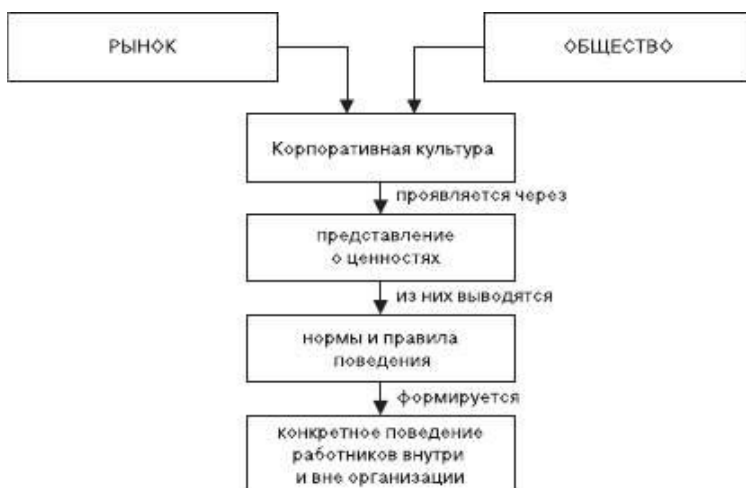 РЫНОК
ОБЩЕСТВО
Корпоративная культура
проявляется через
представление
о ценностях
из них выводятся
нормы и правила
поведения
формируется
конкретное поведение
работников внутри
и вне организации